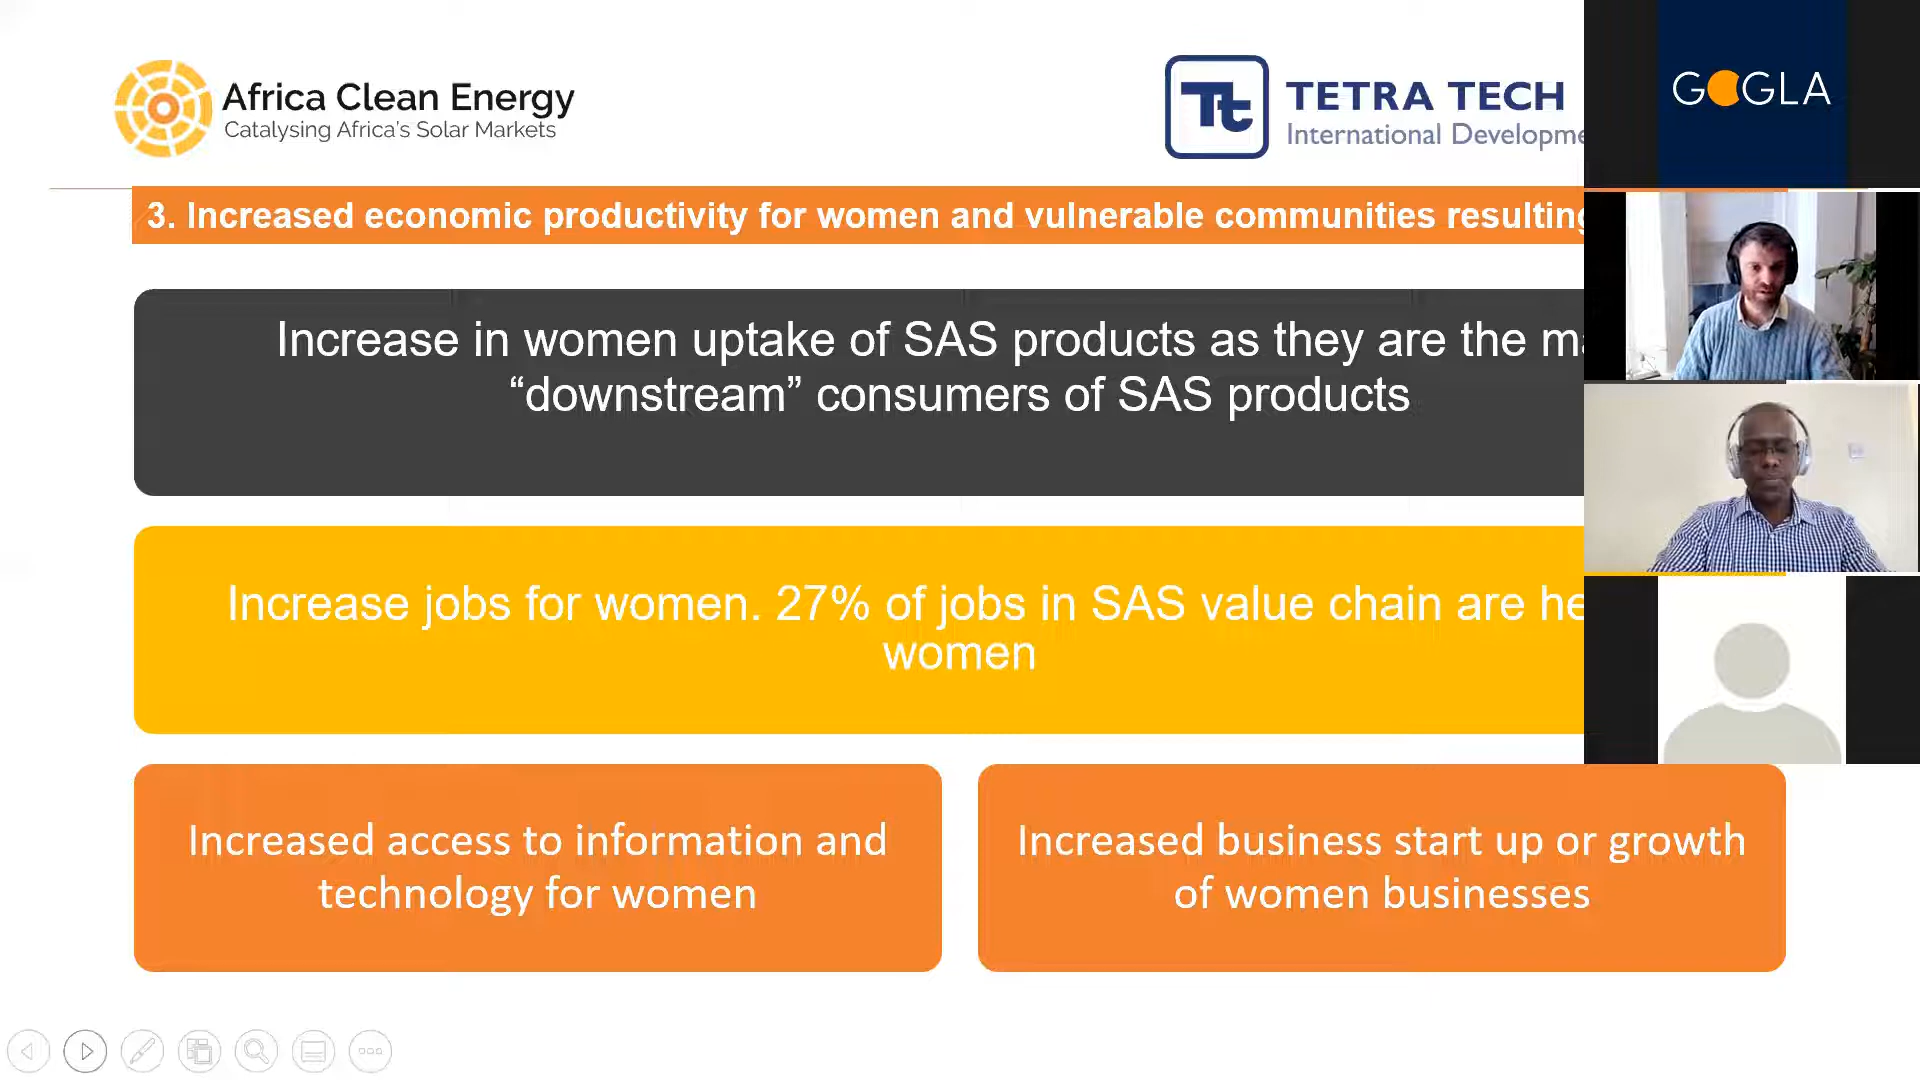 Africa Clean Energy
Catalysing Africa's Solar Markets
TETRA TECH
International Developme
GOGLA
3. Increased economic productivity for women and vulnerable communities resulting
Increase in women uptake of SAS products as they are the ma
“downstream” consumers of SAS products
Increase jobs for women. 27% of jobs in SAS value chain are he
women
Increased access to information and
technology for women
Increased business start up or growth
of women businesses